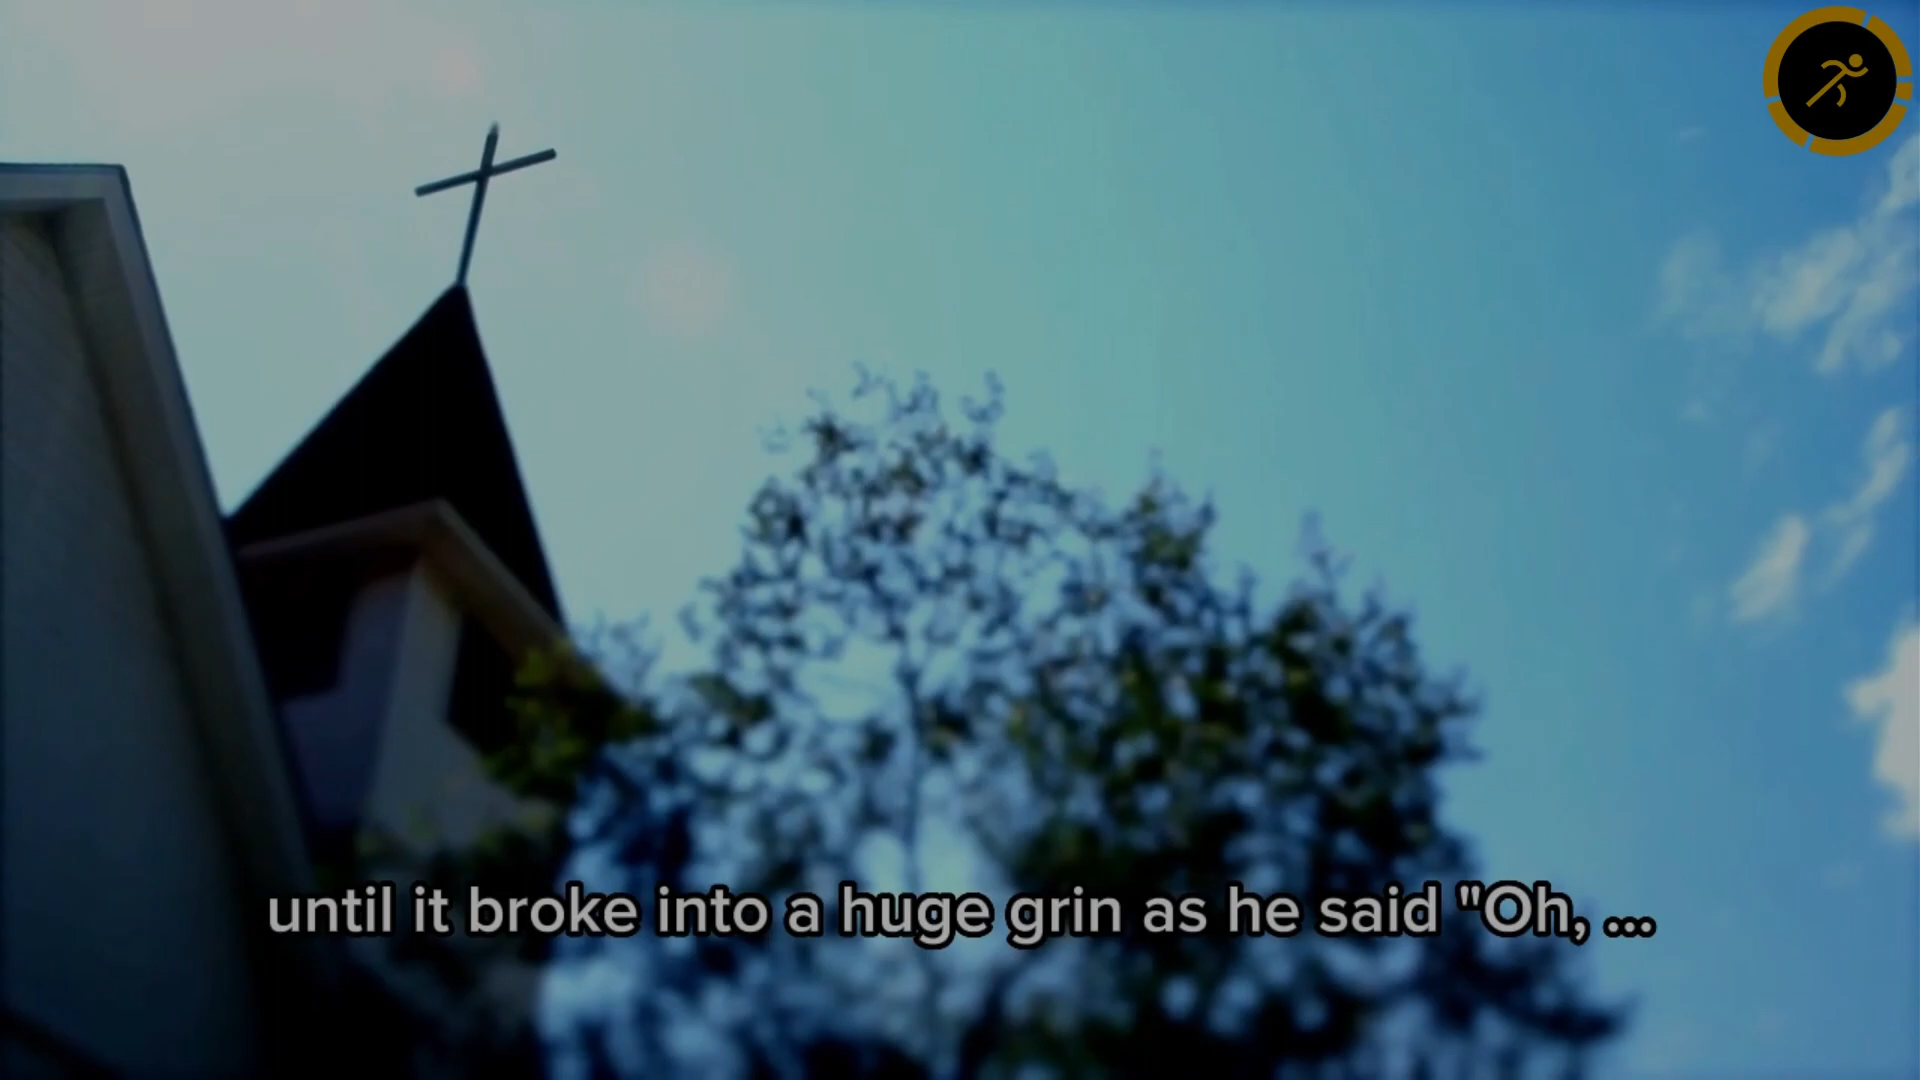 until it broke into a huge grin as he said "Oh, ...